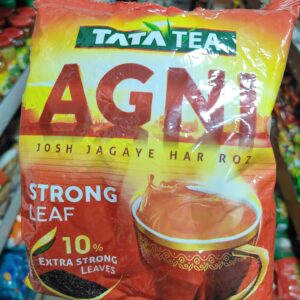 TATA TEA
AGNI
JOSH JAGAYE HAR ROZ
STRONG
LEAF
10%
EXTRA STRONG
LEAVES